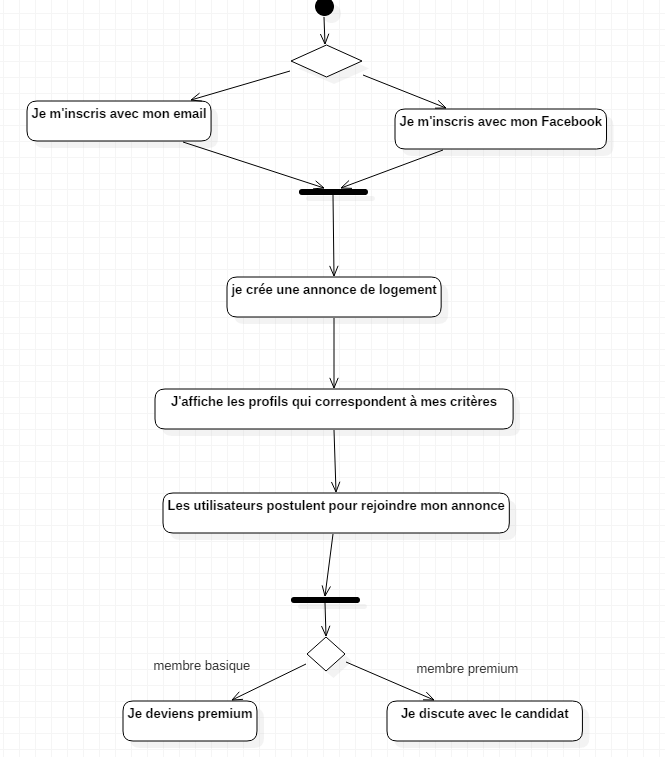 Je m'inscris avec mon email
Je m'inscris avec mon Facebook
je crée une annonce de logement
J'affiche les profils qui correspondent à mes critères
Les utilisateurs postulent pour rejoindre mon annonce
membre basique
membre premium
Je deviens premium
Je discute avec le candidat